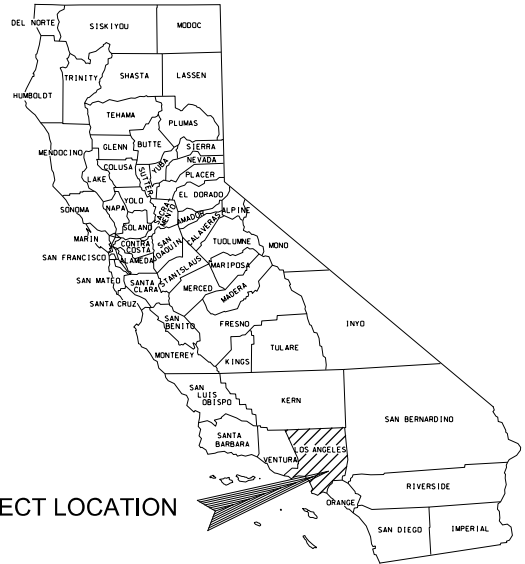 DEL NORTE
SISKIYOU
MODOC
TRINITY
SHASTA
LASSEN
HUMBOLDT
TEHAMA
PLUMAS
MENDOCINO
GLENN
BUTTE
SIERRA
NEVADA
YUBA
COLUSA
SUTTER
PLACER
LAKE
EL DORADO
YOLO
SONOMA
NAPA
SACRA
MENTO
AMADOR
ALPINE
SOLANO
CALAVERAS
MARIN
CONTRA
COSTA
SAN
JOAQUIN
TUOLUMNE
MONO
SAN FRANCISCO
ALAMEDA
STANISLAUS
MARIPOSA
SAN MATEO
SANTA
CLARA
MERCED
MADERA
SANTA CRUZ
SAN
BENITO
FRESNO
INYO
MONTEREY
KINGS
TULARE
SAN
LUIS
OBISPO
KERN
SAN BERNARDINO
SANTA
BARBARA
VENTURA
LOS ANGELES
ECT LOCATION
ORANGE
RIVERSIDE
SAN DIEGO
IMPERIAL